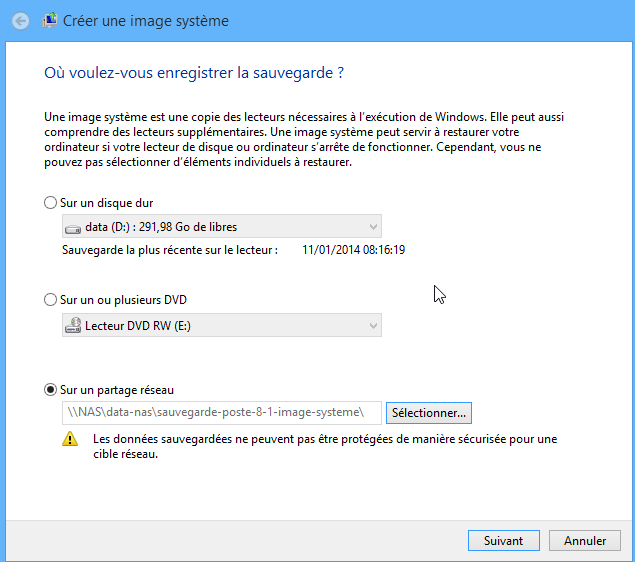 Créer une image système
Où voulez-vous enregistrer la sauvegarde ?
Une image système est une copie des lecteurs nécessaires à l'exécution de Windows. Elle peut aussi
comprendre des lecteurs supplémentaires. Une image système peut servir à restaurer votre
ordinateur si votre lecteur de disque ou ordinateur s'arrête de fonctionner. Cependant, vous ne
pouvez pas sélectionner d'éléments individuels à restaurer.
Sur un disque dur
data (D:) : 291,98 Go de libres
Sauvegarde la plus récente sur le lecteur : 11/01/2014 08:16:19
Sur un ou plusieurs DVD
Lecteur DVD RW (E:)
Sur un partage réseau
\\NAS\data-nas\sauvegarde-poste-8-1-image-systeme\ Sélectionner...
Les données sauvegardées ne peuvent pas être protégées de manière sécurisée pour une
cible réseau.
Suivant Annuler